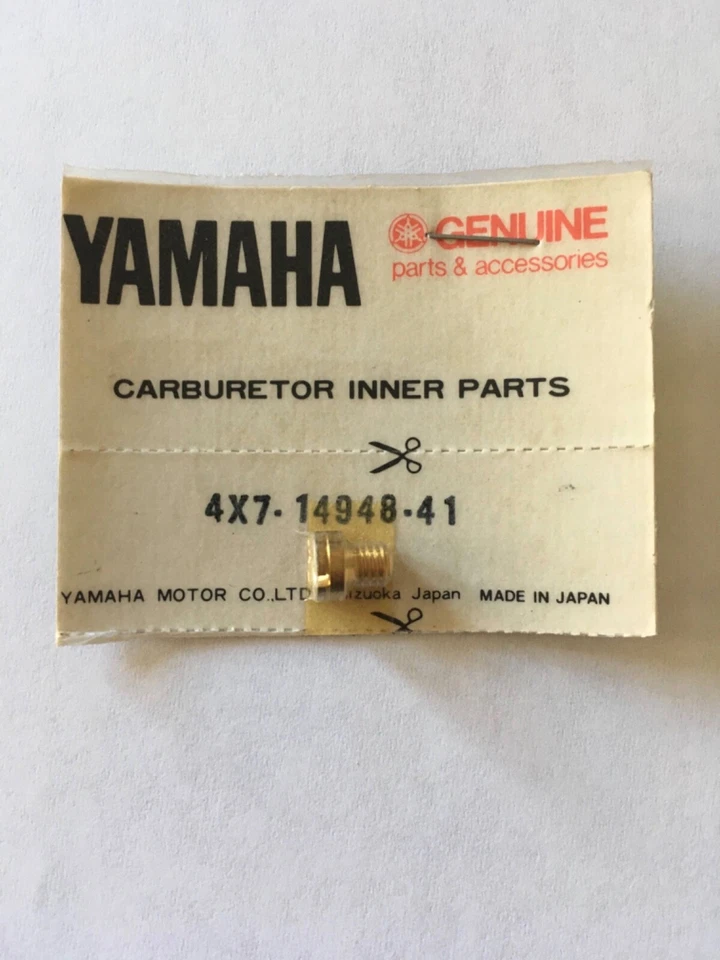 YAMAHA
GENUINE
parts & accessories
CARBURETOR INNER PARTS
4X7-14948-41
YAMAHA MOTOR CO.,LTD Japan MADE IN JAPAN